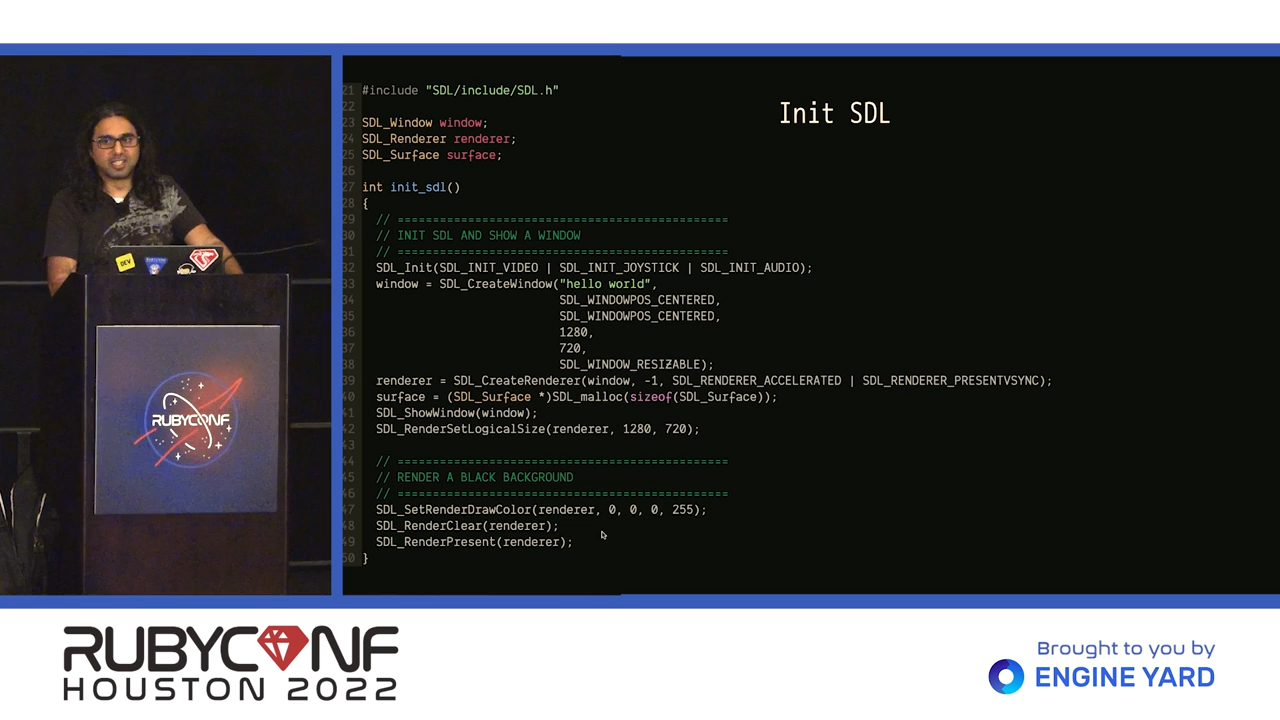 DEV
RUBYCONF
Init SDL
21 #include "SDL/include/SDL.h"
22
23 SDL_Window window;
24 SDL_Renderer renderer;
25 SDL_Surface surface;
26
27 int init_sdl()
28 {
29 // ===============================================
30 // INIT SDL AND SHOW A WINDOW
31 // ===============================================
32 SDL_Init(SDL_INIT_VIDEO | SDL_INIT_JOYSTICK | SDL_INIT_AUDIO);
33 window = SDL_CreateWindow("hello world",
34 SDL_WINDOWPOS_CENTERED,
35 SDL_WINDOWPOS_CENTERED,
36 1280,
37 720,
38 SDL_WINDOW_RESIZABLE);
39 renderer = SDL_CreateRenderer(window, -1, SDL_RENDERER_ACCELERATED | SDL_RENDERER_PRESENTVSYNC);
40 surface = (SDL_Surface *)SDL_malloc(sizeof(SDL_Surface));
41 SDL_ShowWindow(window);
42 SDL_RenderSetLogicalSize(renderer, 1280, 720);
43
44 // ===============================================
45 // RENDER A BLACK BACKGROUND
46 // ===============================================
47 SDL_SetRenderDrawColor(renderer, 0, 0, 0, 255);
48 SDL_RenderClear(renderer);
49 SDL_RenderPresent(renderer);
50 }
RUBYCONF
HOUSTON 2022
Brought to you by
ENGINE YARD